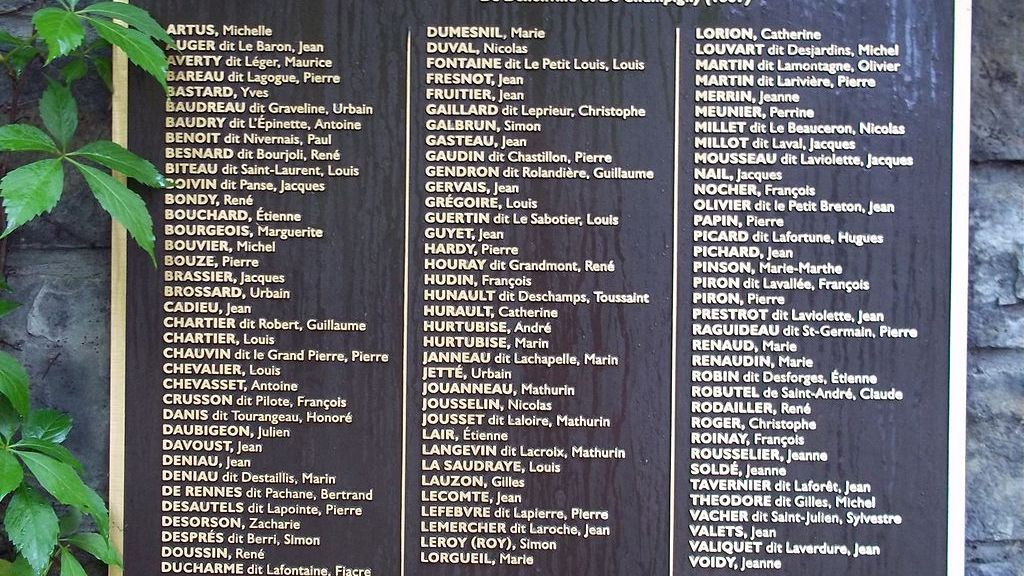 ARTUS, Michelle
AUGER dit Le Baron, Jean
AVERTY dit Léger, Maurice
BAREAU dit Lagogue, Pierre
BASTARD, Yves
BAUDREAU dit Graveline, Urbain
BAUDRY dit L'Épinette, Antoine
BENOIT dit Nivernais, Paul
BESNARD dit Bourjoli, René
BITEAU dit Saint-Laurent, Louis
BOIVIN dit Panse, Jacques
BONDY, René
BOUCHARD, Étienne
BOURGEOIS, Marguerite
BOUVIER, Michel
BOUZE, Pierre
BRASSIER, Jacques
BROSSARD, Urbain
CADIEU, Jean
CHARTIER dit Robert, Guillaume
CHARTIER, Louis
CHAUVIN dit le Grand Pierre, Pierre
CHEVALIER, Louis
CHEVASSET, Antoine
CRUSSON dit Pilote, François
DANIS dit Tourangeau, Honoré
DAUBIGEON, Julien
DAVOUST, Jean
DENIAU, Jean
DENIAU dit Destaillis, Marin
DE RENNES dit Pachane, Bertrand
DESAUTELS dit Lapointe, Pierre
DESORSON, Zacharie
DESPRÉS dit Berri, Simon
DOUSSIN, René
DUCHARME dit Lafontaine, Fiacre
DUMESNIL, Marie
DUVAL, Nicolas
FONTAINE dit Le Petit Louis, Louis
FRESNOT, Jean
FRUITIER, Jean
GAILLARD dit Leprieur, Christophe
GALBRUN, Simon
GASTEAU, Jean
GAUDIN dit Chastillon, Pierre
GENDRON dit Rolandière, Guillaume
GERVAIS, Jean
GRÉGOIRE, Louis
GUERTIN dit Le Sabotier, Louis
GUYET, Jean
HARDY, Pierre
HOURAY dit Grandmont, René
HUDIN, François
HUNAULT dit Deschamps, Toussaint
HURAULT, Catherine
HURTUBISE, André
HURTUBISE, Marin
JANNEAU dit Lachapelle, Marin
JETTÉ, Urbain
JOUANNEAU, Mathurin
JOUSSELIN, Nicolas
JOUSSET dit Laloire, Mathurin
LAIR, Étienne
LANGEVIN dit Lacroix, Mathurin
LA SAUDRAYE, Louis
LAUZON, Gilles
LECOMTE, Jean
LEFEBVRE dit Lapierre, Pierre
LEMERCHER dit Laroche, Jean
LEROY (ROY), Simon
LORGUEIL, Marie
LORION, Catherine
LOUVART dit Desjardins, Michel
MARTIN dit Lamontagne, Olivier
MARTIN dit Larivière, Pierre
MERRIN, Jeanne
MEUNIER, Perrine
MILLET dit Le Beauceron, Nicolas
MILLOT dit Laval, Jacques
MOUSSEAU dit Laviolette, Jacques
NAIL, Jacques
NOCHER, François
OLIVIER dit le Petit Breton, Jean
PAPIN, Pierre
PICARD dit Lafortune, Hugues
PICHARD, Jean
PINSON, Marie-Marthe
PIRON dit Lavallée, François
PIRON, Pierre
PRESTROT dit Laviolette, Jean
RAGUIDEAU dit St-Germain, Pierre
RENAUD, Marie
RENAUDIN, Marie
ROBIN dit Desforges, Étienne
ROBUTEL de Saint-André, Claude
RODAILLER, René
ROGER, Christophe
ROINAY, François
ROUSSELIER, Jeanne
SOLDÉ, Jeanne
TAVERNIER dit Laforêt, Jean
THEODORE dit Gilles, Michel
VACHER dit Saint-Julien, Sylvestre
VALETS, Jean
VALIQUET dit Laverdure, Jean
VOIDY, Jeanne